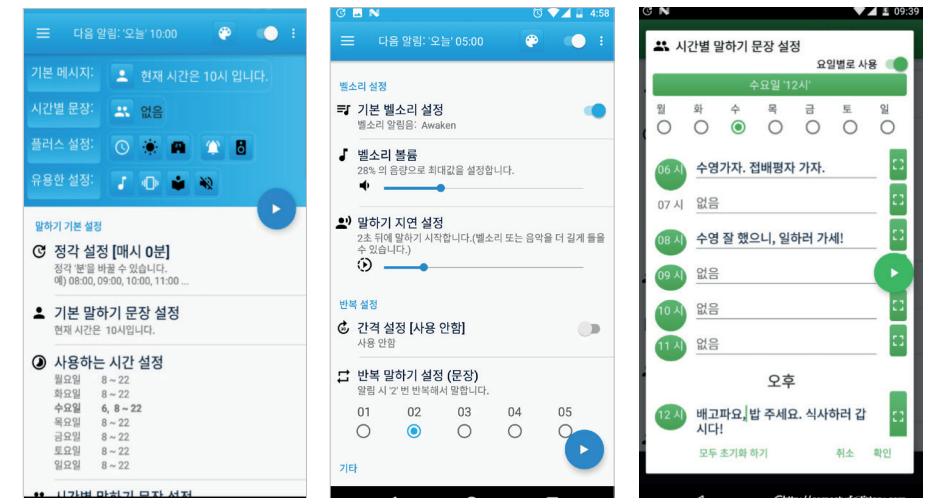 다음 알림: '오늘' 10:00
기본 메시지:
현재 시간은 10시 입니다.
시간별 문장:
없음
플러스 설정:
유용한 설정:
말하기 기본 설정
정각 설정 [매시 0분]
정각 '분'을 바꿀 수 있습니다.
예) 08:00, 09:00, 10:00, 11:00 ...
기본 말하기 문장 설정
현재 시간은 10시입니다.
사용하는 시간 설정
월요일 8 ~ 22
화요일 8 ~ 22
수요일 6, 8 ~ 22
목요일 8 ~ 22
금요일 8 ~ 22
토요일 8 ~ 22
일요일 8 ~ 22
시간별 말하기 문장 설정
4:58
다음 알림: '오늘' 05:00
벨소리 설정
기본 벨소리 설정
벨소리 알림음: Awaken
벨소리 볼륨
28% 의 음량으로 최대값을 설정합니다.
말하기 지연 설정
2초 뒤에 말하기 시작합니다.(벨소리 또는 음악을 더 길게 들을
수 있습니다.)
반복 설정
간격 설정 [사용 안함]
사용 안함
반복 말하기 설정 (문장)
알림 시 '2' 번 반복해서 말합니다.
01 02 03 04 05
기타
09:39
시간별 말하기 문장 설정
요일별로 사용
수요일 '12시'
월 화 수 목 금 토 일
06 시 수영가자. 접배평자 가자.
07 시 없음
08 시 수영 잘 했으니, 일하러 가세!
09 시 없음
10 시 없음
11 시 없음
오후
12 시 배고파요, 밥 주세요. 식사하러 갑
시다!
모두 초기화 하기 취소 확인